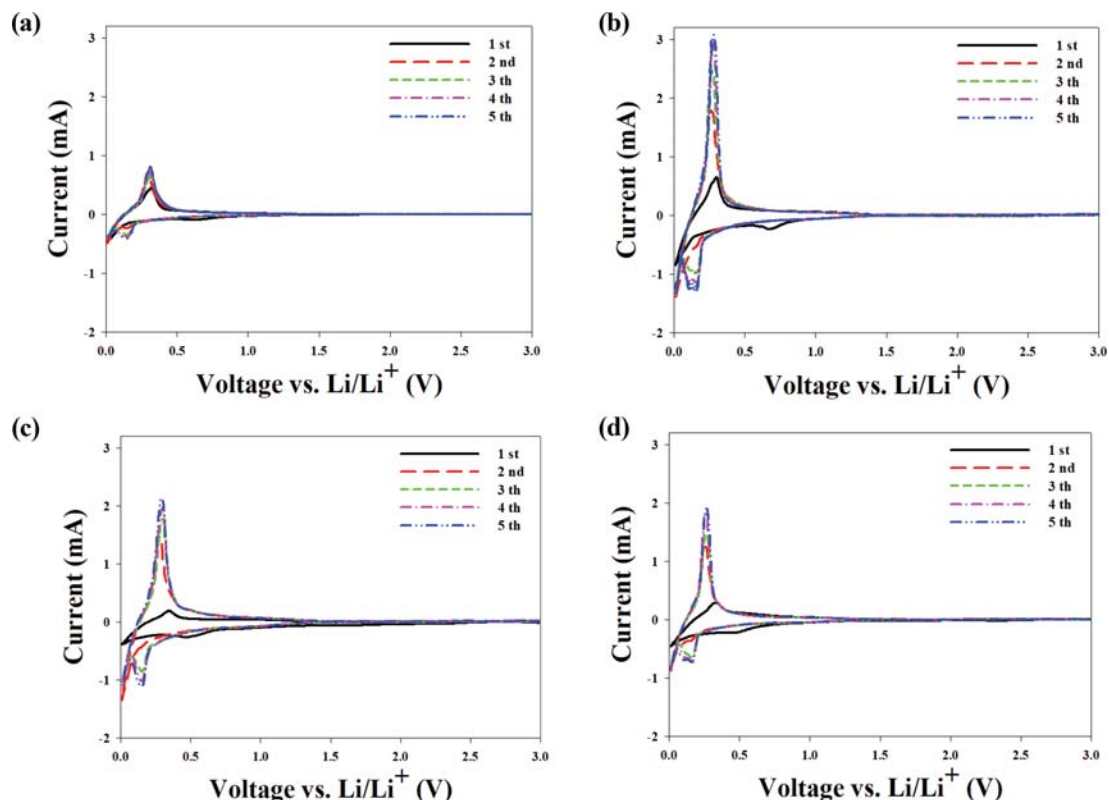 (a)
3
2
1
0
-1
-2
Current (mA)
1 st
2 nd
3 th
4 th
5 th
0.0 0.5 1.0 1.5 2.0 2.5 3.0
Voltage vs. Li/Li+ (V)
(b)
3
2
1
0
-1
-2
Current (mA)
1 st
2 nd
3 th
4 th
5 th
0.0 0.5 1.0 1.5 2.0 2.5 3.0
Voltage vs. Li/Li+ (V)
(c)
3
2
1
0
-1
-2
Current (mA)
1 st
2 nd
3 th
4 th
5 th
0.0 0.5 1.0 1.5 2.0 2.5 3.0
Voltage vs. Li/Li+ (V)
(d)
3
2
1
0
-1
-2
Current (mA)
1 st
2 nd
3 th
4 th
5 th
0.0 0.5 1.0 1.5 2.0 2.5 3.0
Voltage vs. Li/Li+ (V)